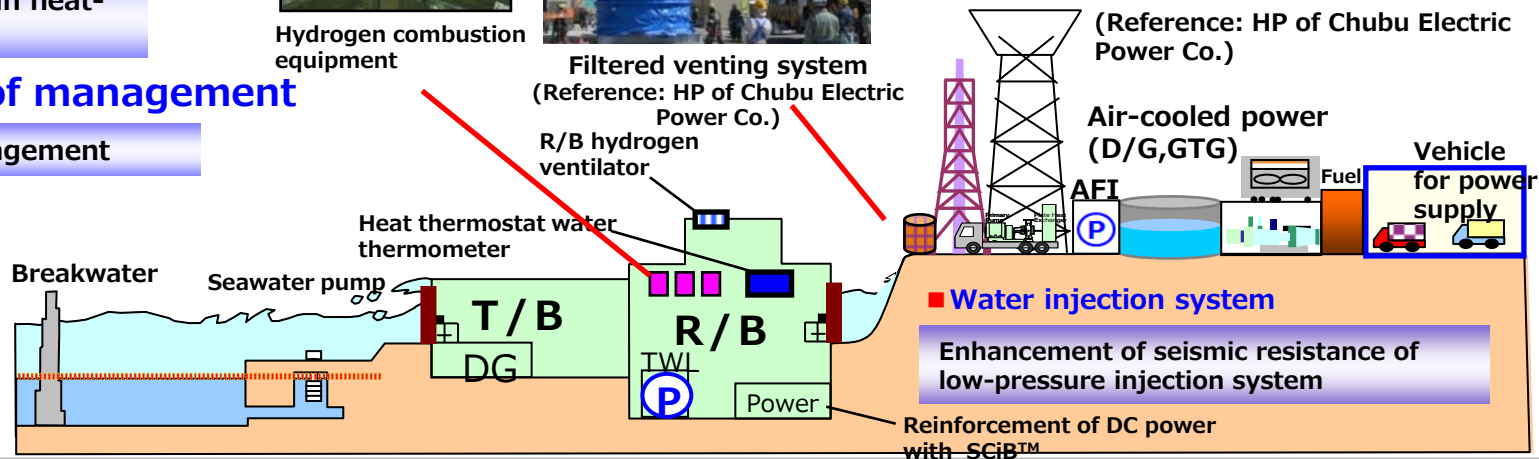 n heat-
Hydrogen combustion
equipment
Filtered venting system
(Reference: HP of Chubu Electric
Power Co.)
(Reference: HP of Chubu Electric
Power Co.)
of management
agement
R/B hydrogen
ventilator
Air-cooled power
(D/G,GTG)
Vehicle
for power
supply
Fuel
AFI
P
Heat thermostat water
thermometer
Breakwater
Seawater pump
T/B
R/B
DG
TWL
P
Power
■ Water injection system
Enhancement of seismic resistance of
low-pressure injection system
Reinforcement of DC power
with SCiB™